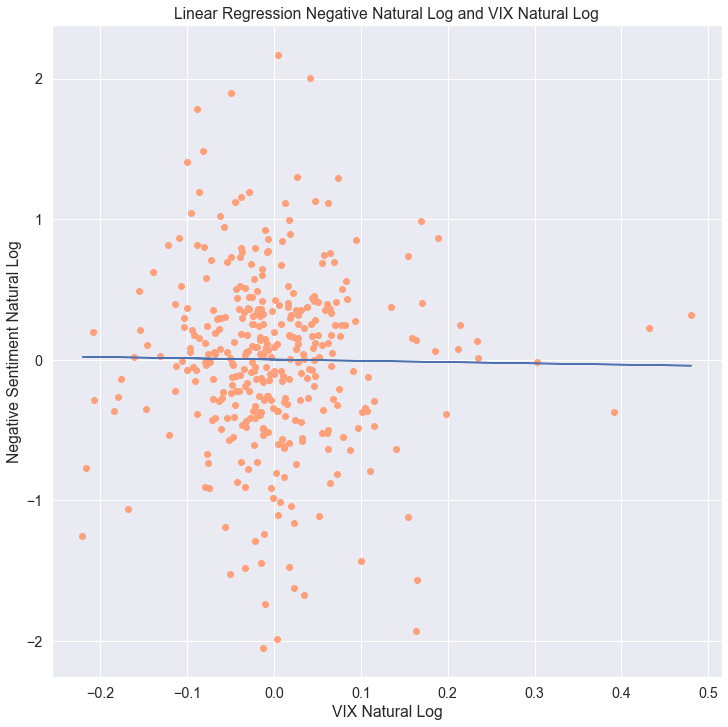 Linear Regression Negative Natural Log and VIX Natural Log
Negative Sentiment Natural Log
2
1
0
−1
−2
−0.2 −0.1 0.0 0.1 0.2 0.3 0.4 0.5
VIX Natural Log